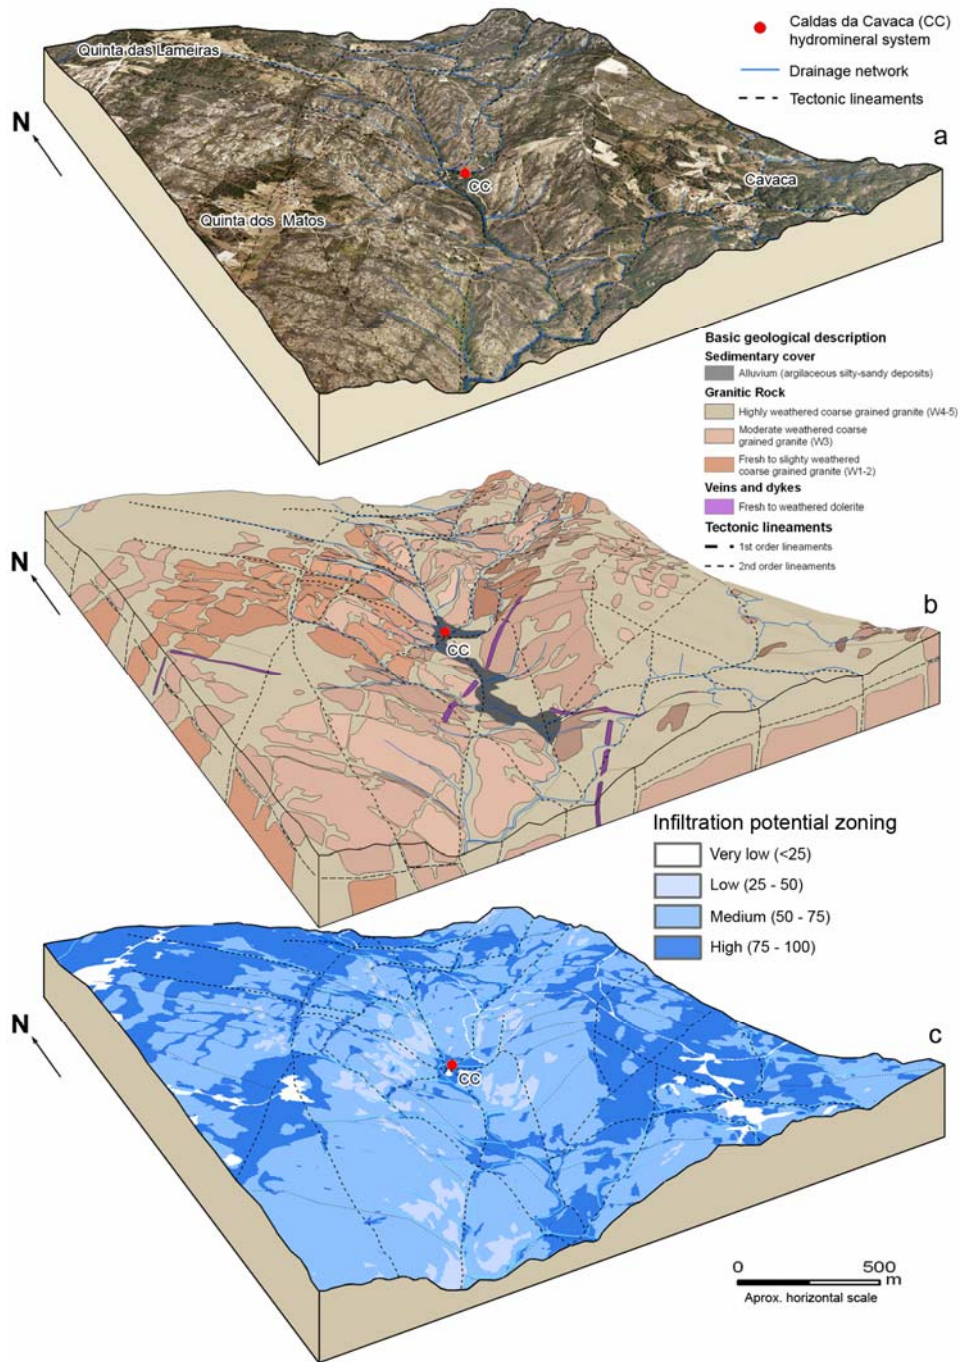 Caldas da Cavaca (CC)
hydromineral system
Drainage network
Tectonic lineaments
a
Quinta das Lameiras
N
CC
Cavaca
Quinta dos Matos
Basic geological description
Sedimentary cover
Alluvium (argilaceous silty-sandy deposits)
Granitic Rock
Highly weathered coarse grained granite (W4-5)
Moderate weathered coarse
grained granite (W3)
Fresh to slighty weathered
coarse grained granite (W1-2)
Veins and dykes
Fresh to weathered dolerite
Tectonic lineaments
1st order lineaments
2nd order lineaments
N
b
CC
Infiltration potential zoning
Very low (<25)
Low (25 - 50)
Medium (50 - 75)
High (75 - 100)
N
c
CC
0 500
m
Aprox. horizontal scale